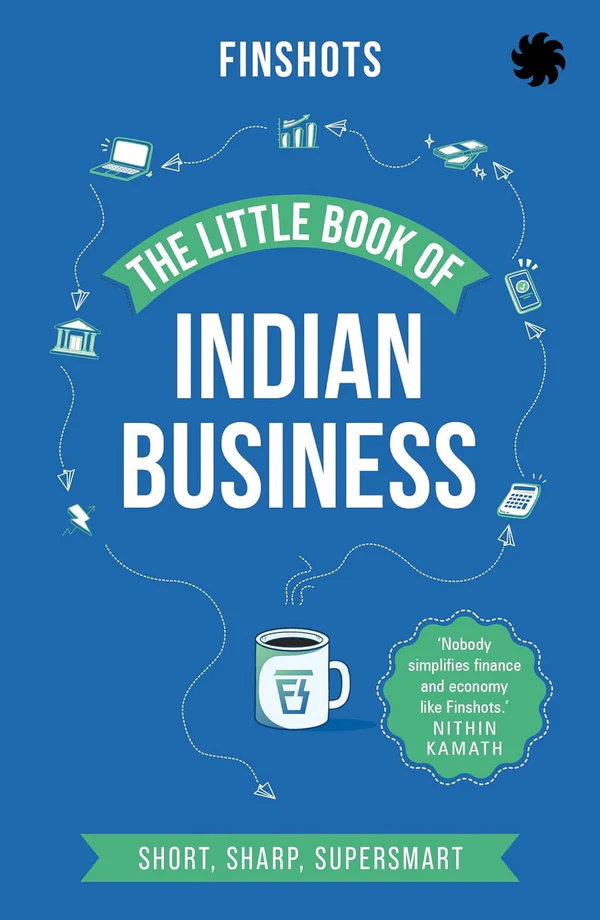 FINSHOTS
THE LITTLE BOOK OF
INDIAN
BUSINESS
FS
'Nobody
simplifies finance
and economy
like Finshots.'
NITHIN
KAMATH
SHORT, SHARP, SUPERSMART